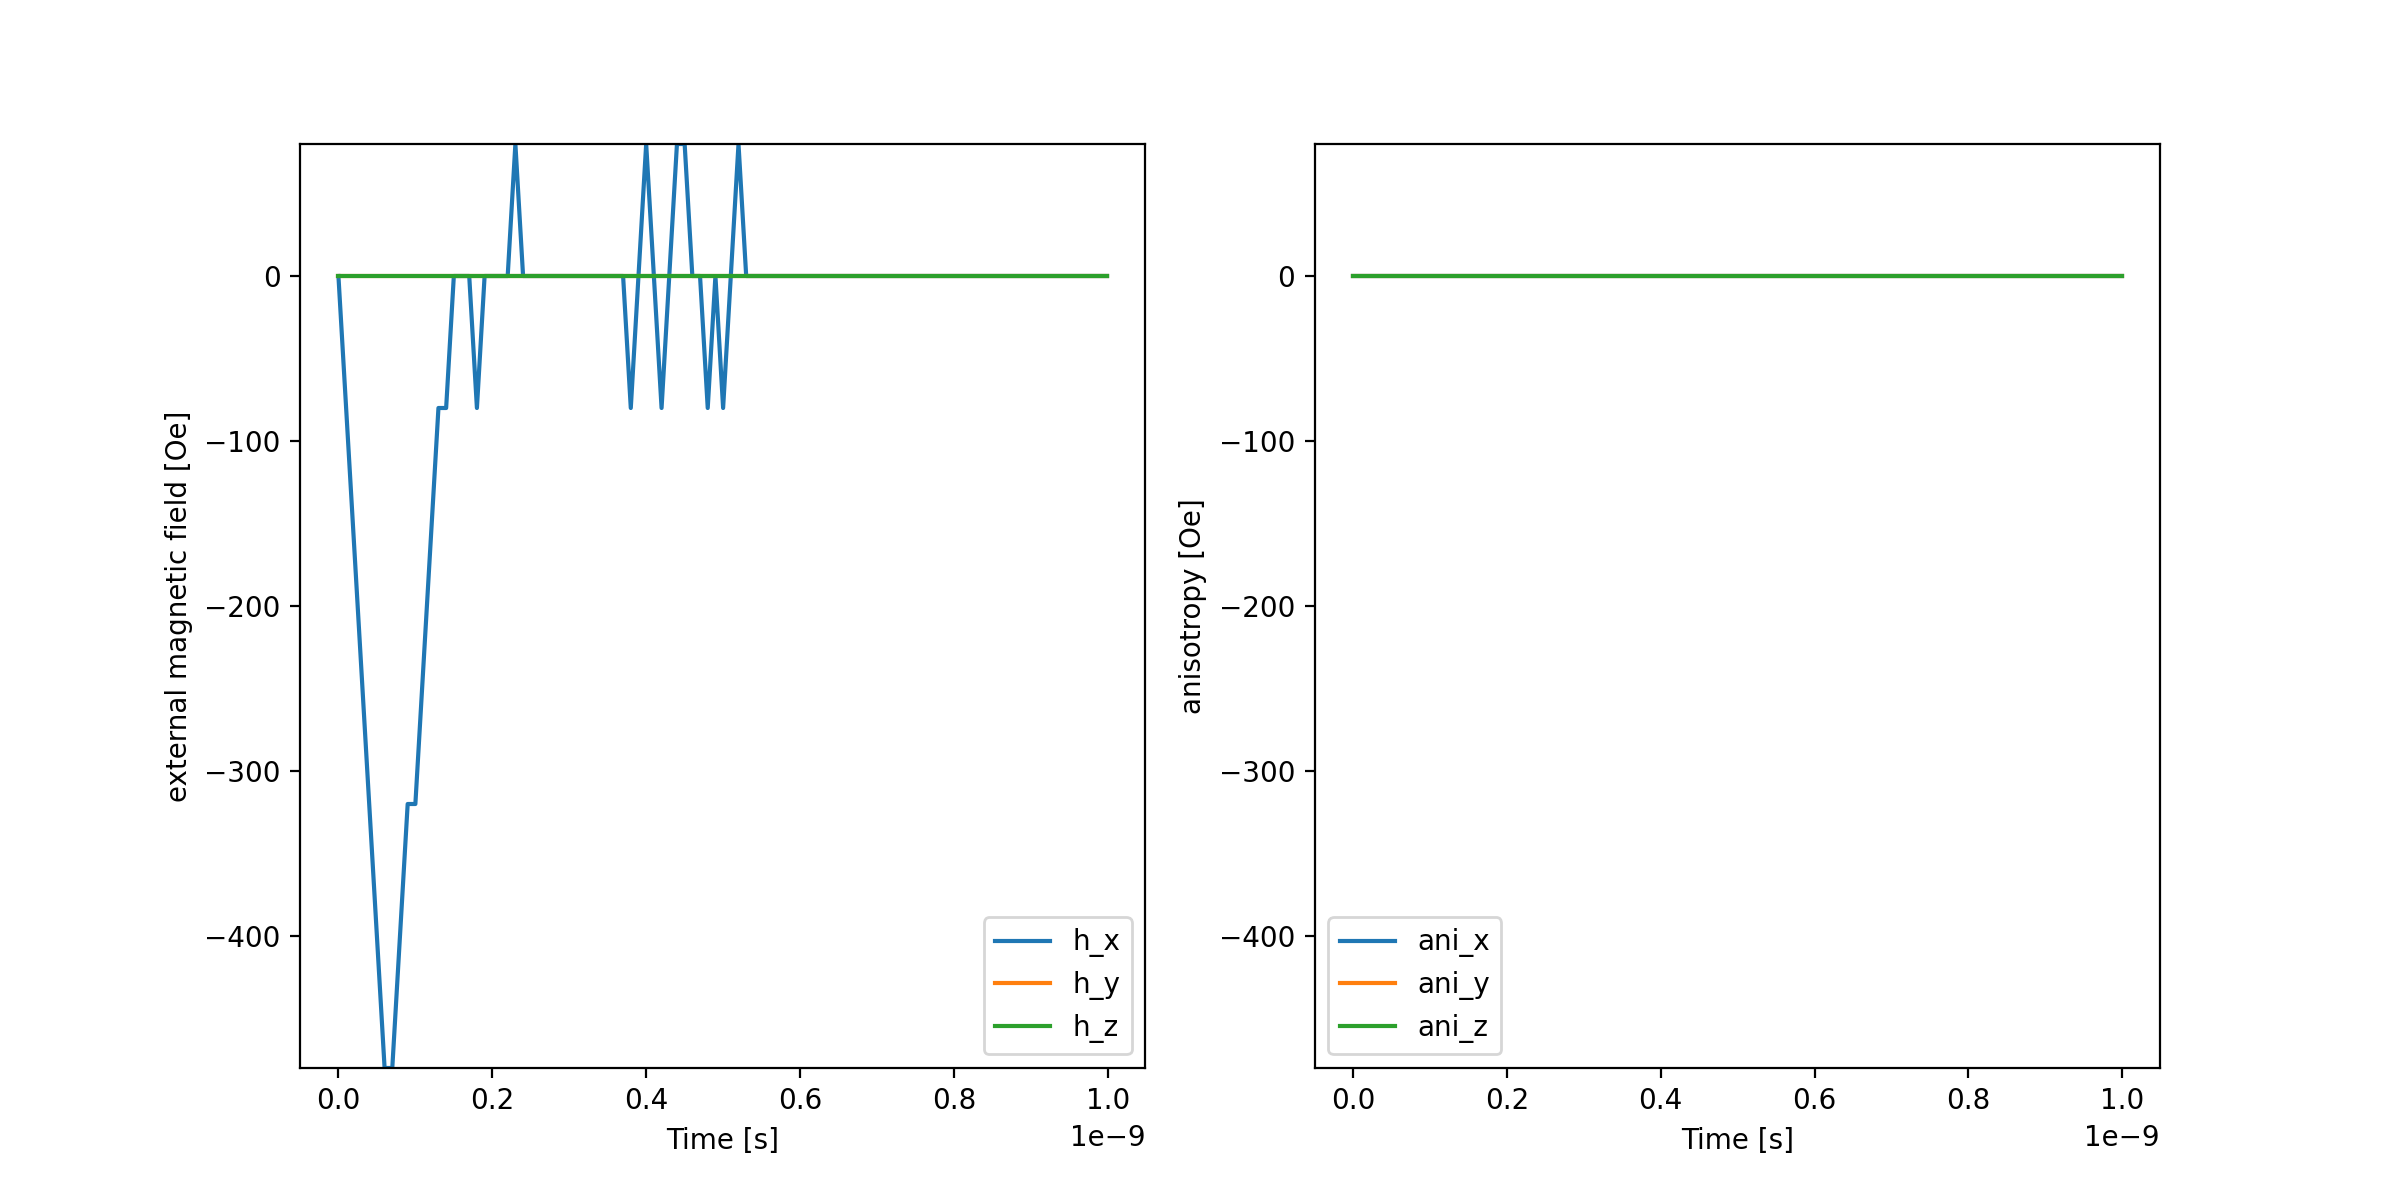 external magnetic field [Oe]
0
−100
−200
−300
−400
h_x
h_y
h_z
0.0 0.2 0.4 0.6 0.8 1.0
1e−9
Time [s]
anisotropy [Oe]
0
−100
−200
−300
−400
ani_x
ani_y
ani_z
0.0 0.2 0.4 0.6 0.8 1.0
1e−9
Time [s]